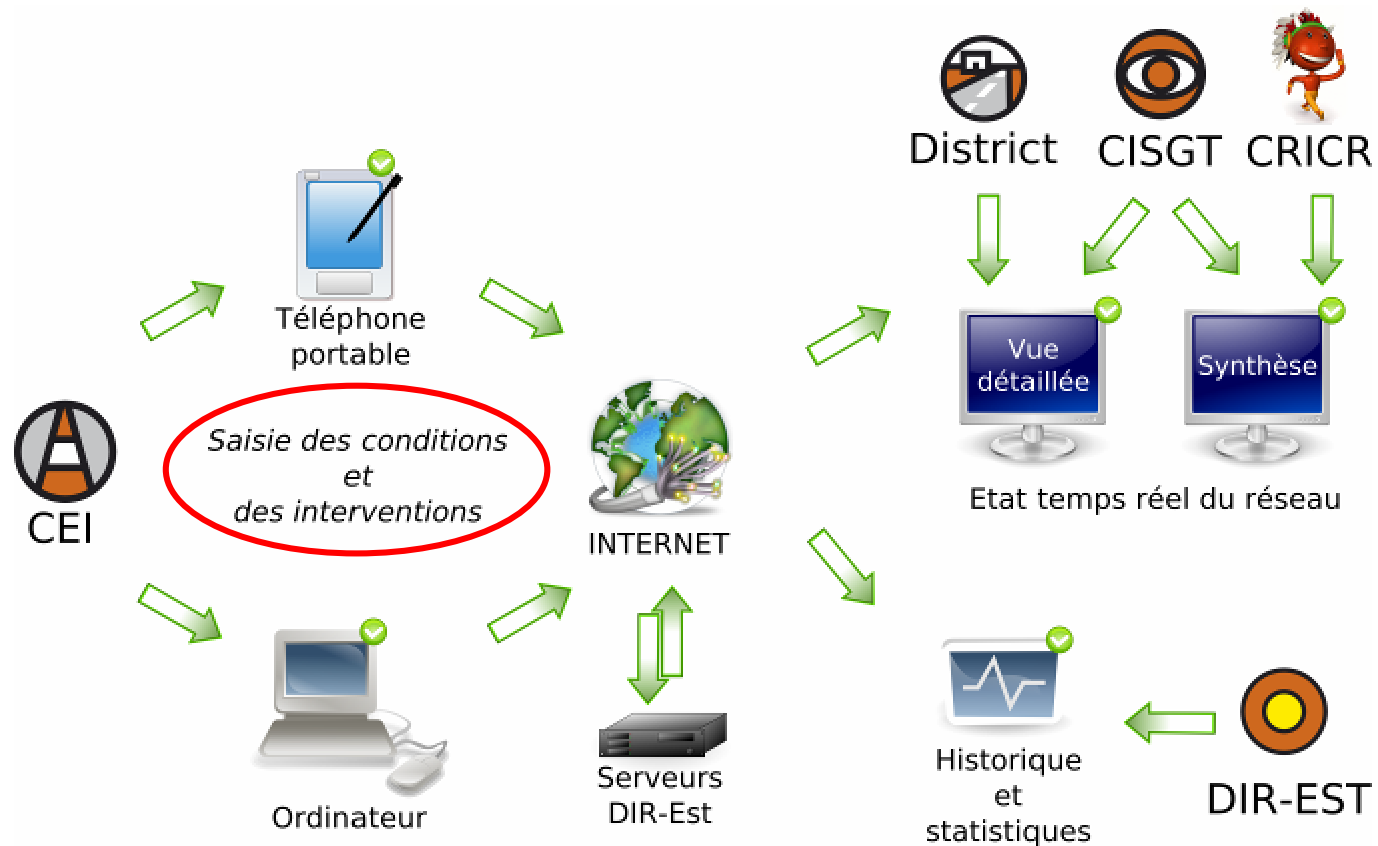 District
CISGT
CRICR
Téléphone
portable
Vue
détaillée
Synthèse
Saisie des conditions
et
des interventions
Etat temps réel du réseau
CEI
INTERNET
Ordinateur
Serveurs
DIR-Est
Historique
et
statistiques
DIR-EST